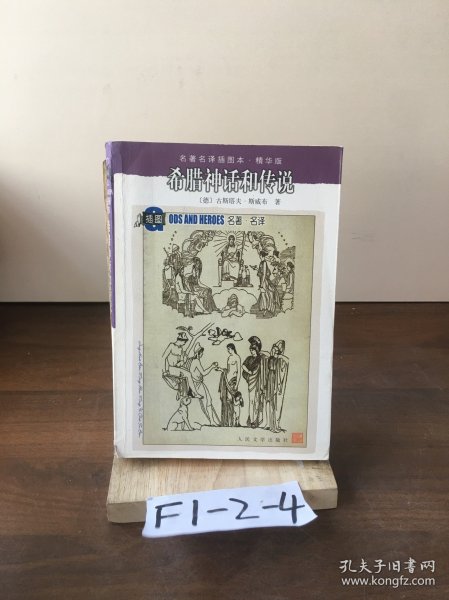 名著名译插图本·精华版
希腊神话和传说
〔德〕古斯塔夫·斯威布 著
插图
GODS AND HEROES 名著·名译
人民文学出版社
F1-2-4
孔夫子旧书网
www.kongfz.com